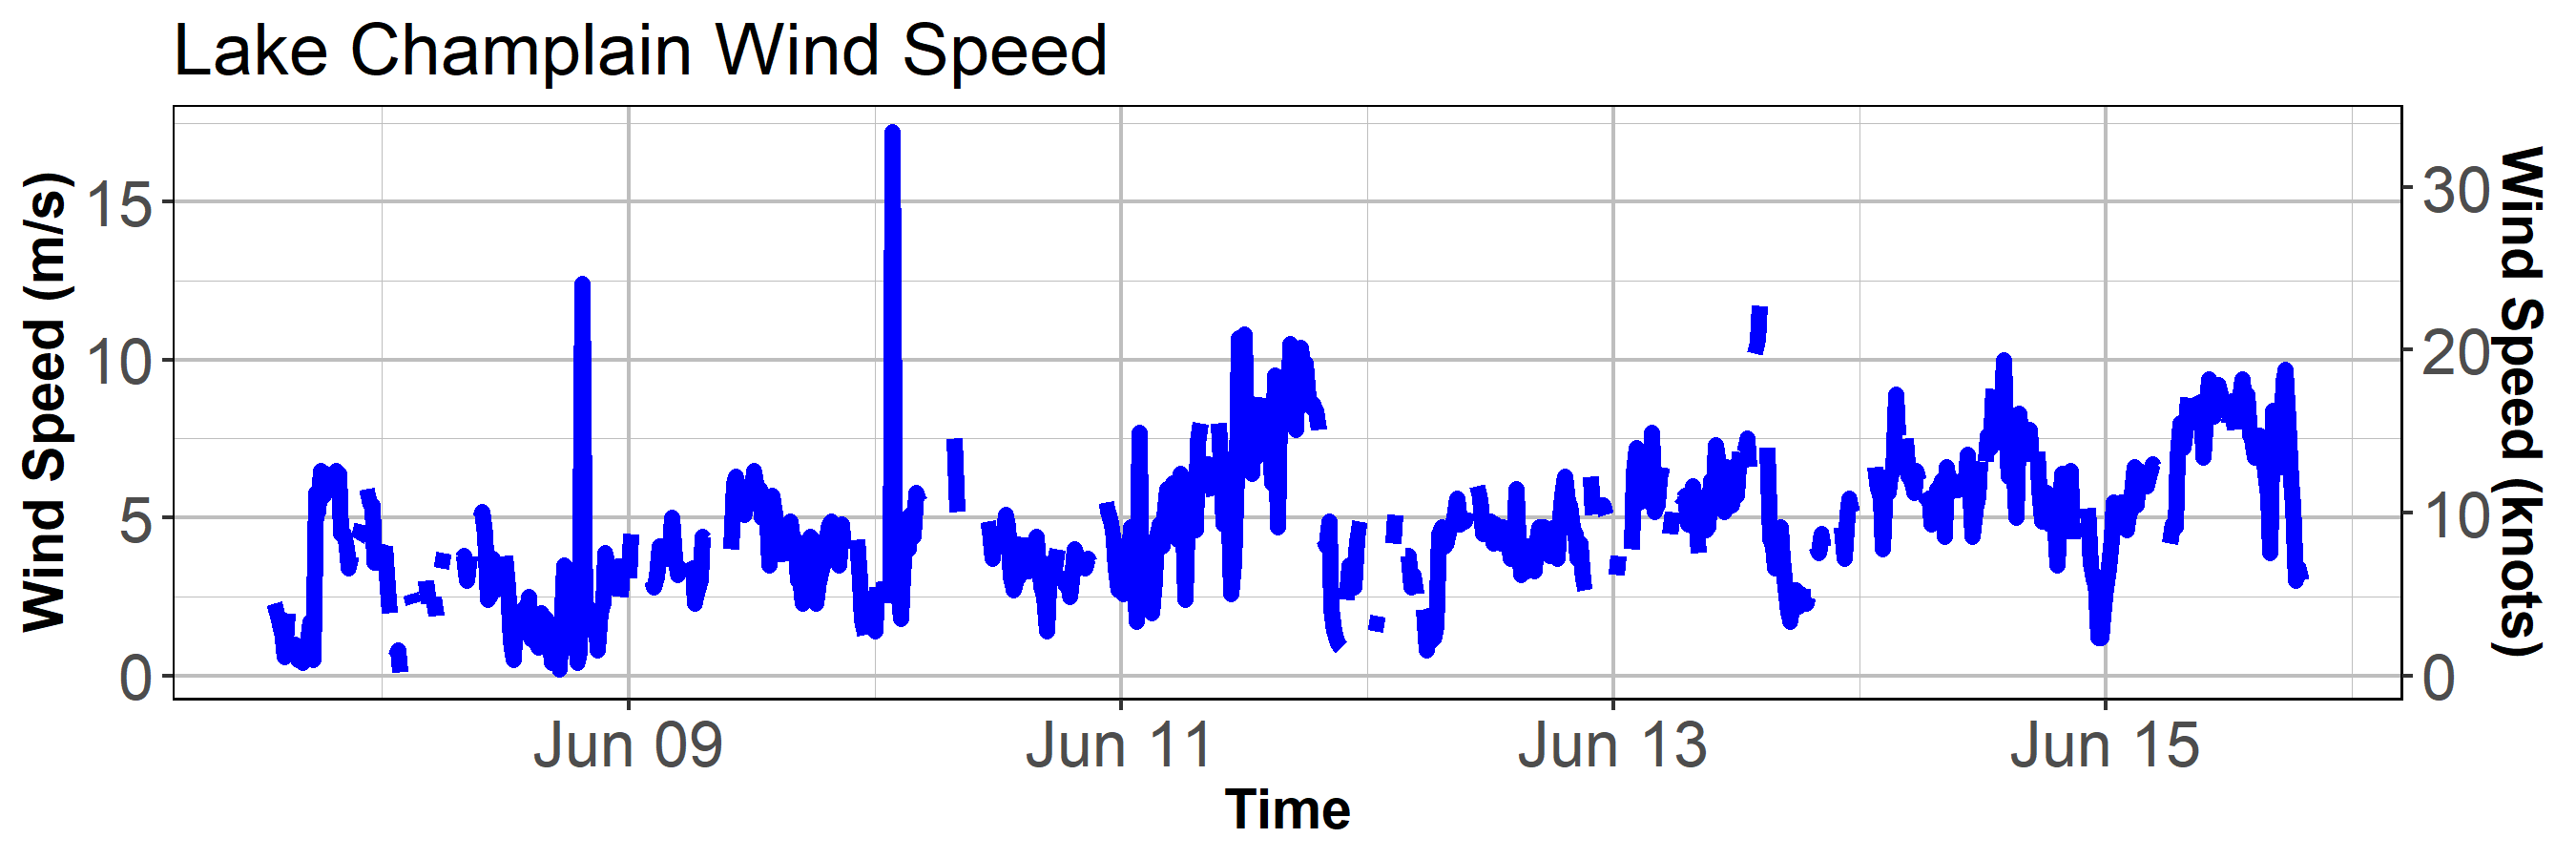 Lake Champlain Wind Speed
Wind Speed (m/s)
15
10
5
0
30
20
10
0
Wind Speed (knots)
Jun 09 Jun 11 Jun 13 Jun 15
Time